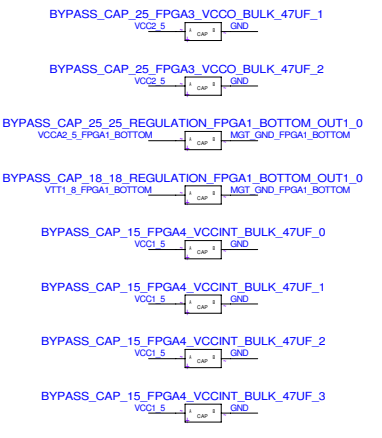 BYPASS_CAP_25_FPGA3_VCCO_BULK_47UF_1
VCC2_5 A CAP B GND
BYPASS_CAP_25_FPGA3_VCCO_BULK_47UF_2
VCC2_5 A CAP B GND
BYPASS_CAP_25_25_REGULATION_FPGA1_BOTTOM_OUT1_0
VCCA2_5_FPGA1_BOTTOM A CAP B MGT_GND_FPGA1_BOTTOM
BYPASS_CAP_18_18_REGULATION_FPGA1_BOTTOM_OUT1_0
VTT1_8_FPGA1_BOTTOM A CAP B MGT_GND_FPGA1_BOTTOM
BYPASS_CAP_15_FPGA4_VCCINT_BULK_47UF_0
VCC1_5 A CAP B GND
BYPASS_CAP_15_FPGA4_VCCINT_BULK_47UF_1
VCC1_5 A CAP B GND
BYPASS_CAP_15_FPGA4_VCCINT_BULK_47UF_2
VCC1_5 A CAP B GND
BYPASS_CAP_15_FPGA4_VCCINT_BULK_47UF_3
VCC1_5 A CAP B GND